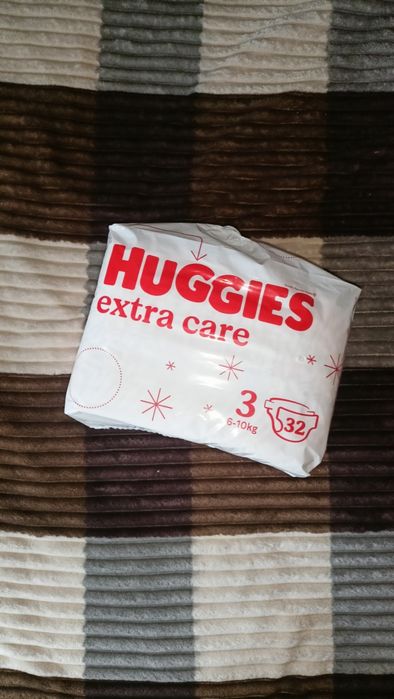 HUGGIES
extra care
3
6-10kg
32